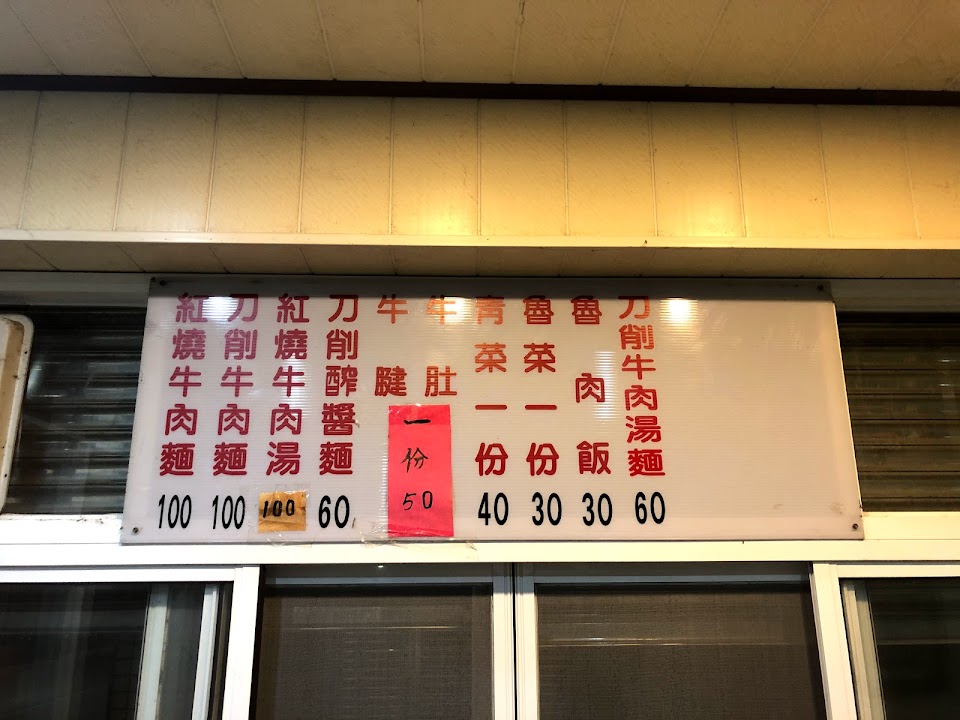 紅燒牛肉麵 100
刀削牛肉麵 100
紅燒牛肉湯 100
刀削醡醬麵 60
牛腱
牛肚
一份 50
青菜一份 40
魯菜一份 30
魯肉飯 30
刀削牛肉湯麵 60